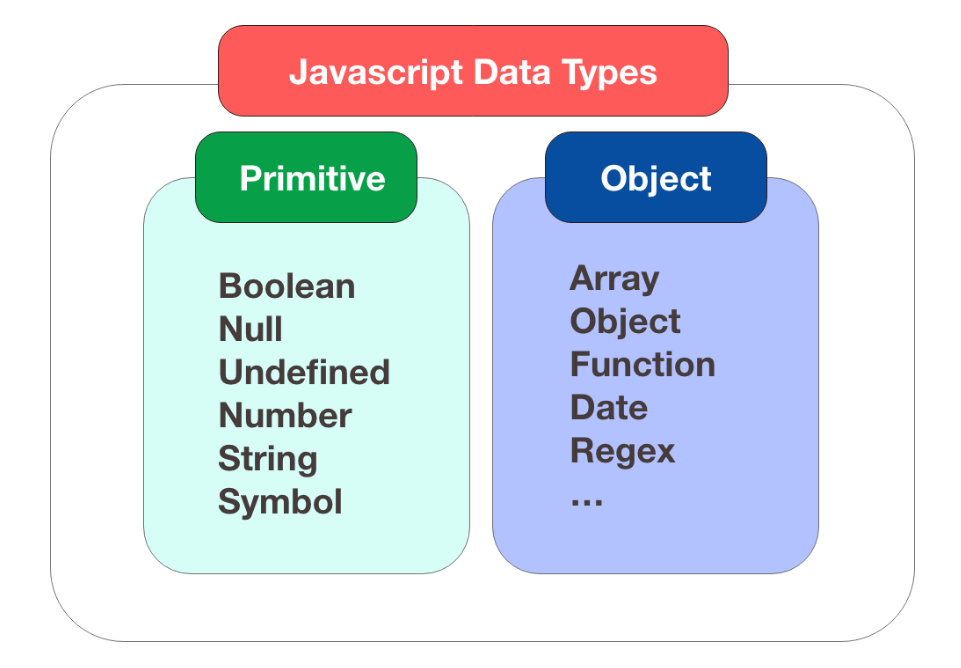 Javascript Data Types
Primitive
Boolean
Null
Undefined
Number
String
Symbol
Object
Array
Object
Function
Date
Regex
...